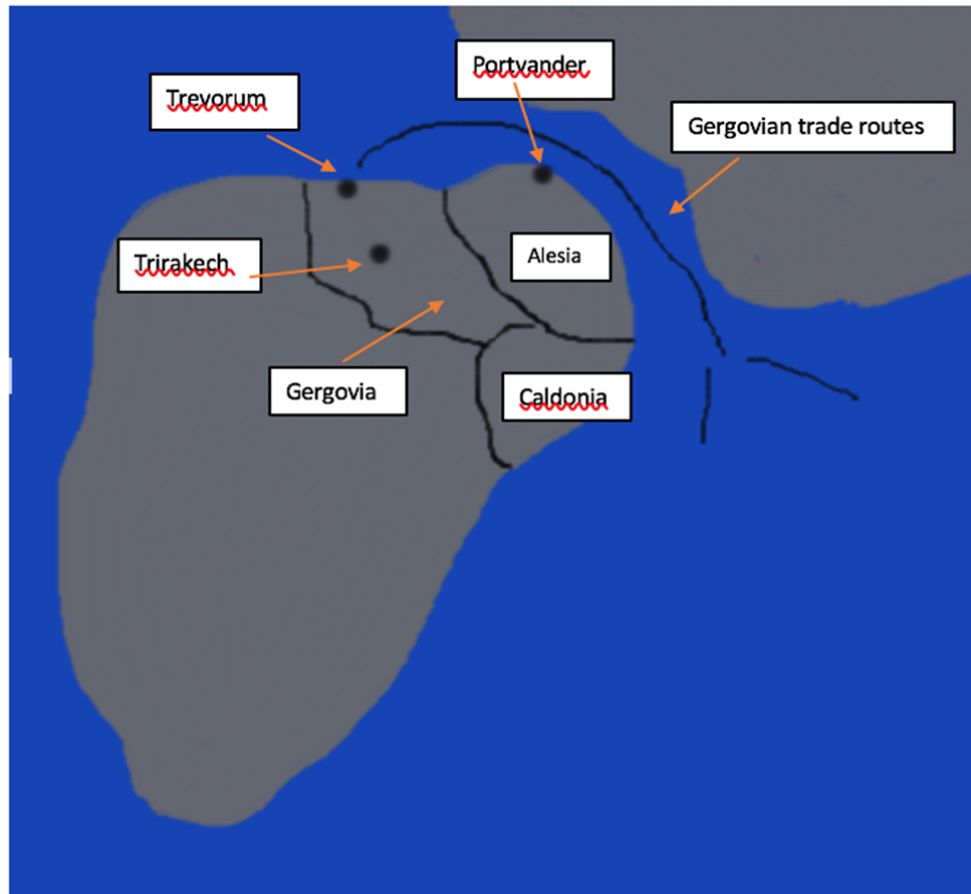 Portvander
Trevorum
Gergovian trade routes
Trirakech
Alesia
Gergovia
Caldonia